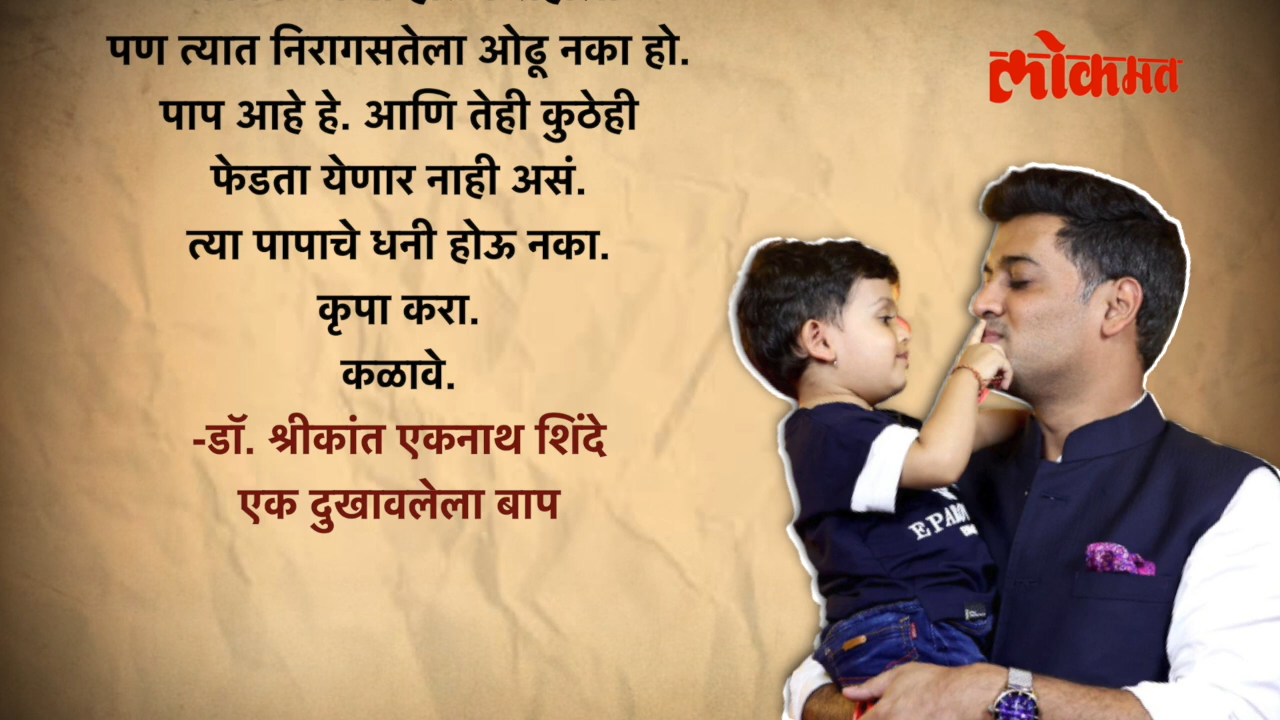 पण त्यात निरागसतेला ओढू नका हो.
पाप आहे हे. आणि तेही कुठेही
फेडता येणार नाही असं.
त्या पापाचे धनी होऊ नका.
कृपा करा.
कळावे.
-डॉ. श्रीकांत एकनाथ शिंदे
एक दुखावलेला बाप
लोकमत